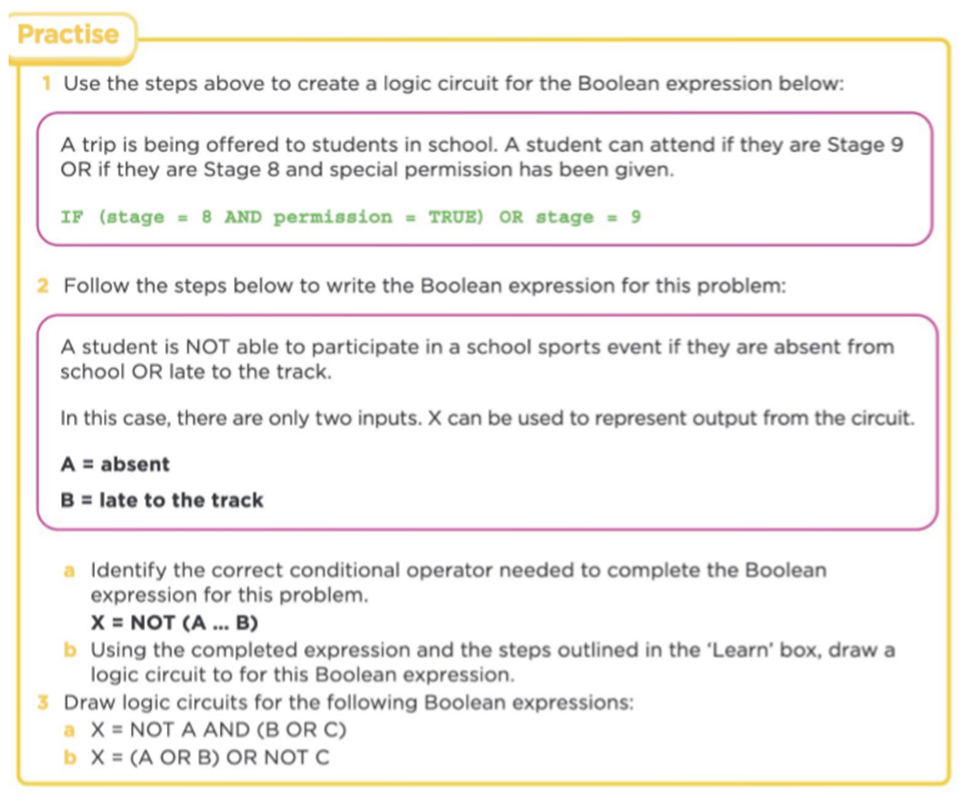 Practise
1 Use the steps above to create a logic circuit for the Boolean expression below:
A trip is being offered to students in school. A student can attend if they are Stage 9
OR if they are Stage 8 and special permission has been given.
IF (stage = 8 AND permission = TRUE) OR stage = 9
2 Follow the steps below to write the Boolean expression for this problem:
A student is NOT able to participate in a school sports event if they are absent from
school OR late to the track.
In this case, there are only two inputs. X can be used to represent output from the circuit.
A = absent
B = late to the track
a Identify the correct conditional operator needed to complete the Boolean
expression for this problem.
X = NOT (A ... B)
b Using the completed expression and the steps outlined in the ‘Learn’ box, draw a
logic circuit to for this Boolean expression.
3 Draw logic circuits for the following Boolean expressions:
a X = NOT A AND (B OR C)
b X = (A OR B) OR NOT C